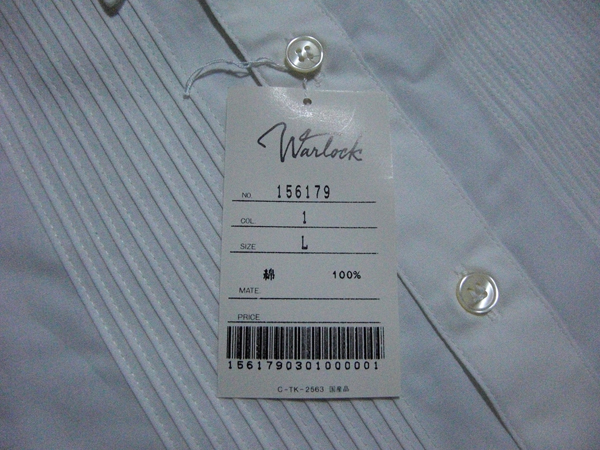 Warlock
NO. 156179
COL. 1
SIZE L
綿 100%
MATE.
PRICE
1561790301000001
C-TK-2563 国産品